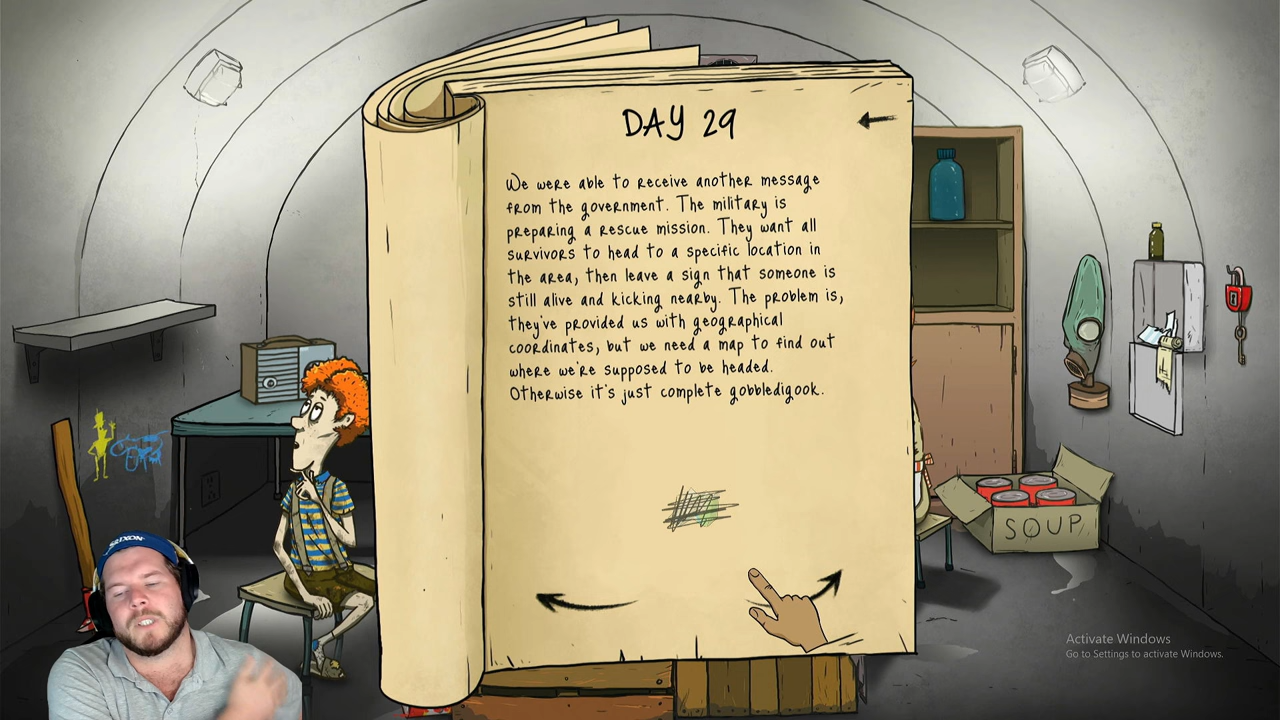 DAY 29
We were able to receive another message
from the government. The military is
preparing a rescue mission. They want all
survivors to head to a specific location in
the area, then leave a sign that someone is
still alive and kicking nearby. The problem is,
they've provided us with geographical
coordinates, but we need a map to find out
where we're supposed to be headed.
Otherwise it's just complete gobbledigook.
SOUP
SRIXON
Activate Windows
Go to Settings to activate Windows.